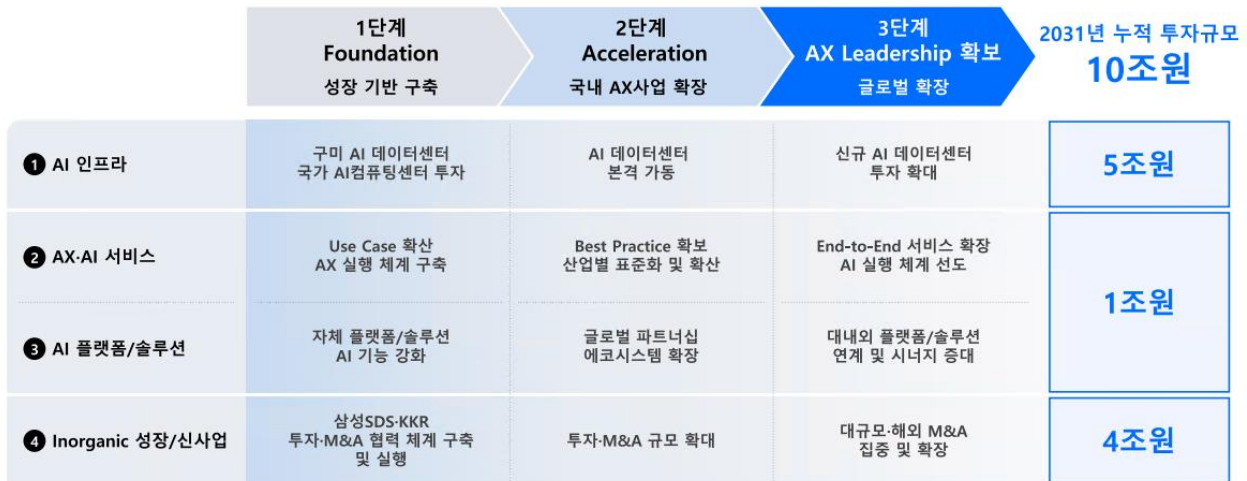 1단계
Foundation
성장 기반 구축
2단계
Acceleration
국내 AX사업 확장
3단계
AX Leadership 확보
글로벌 확장
2031년 누적 투자규모
10조원
❶ AI 인프라
구미 AI 데이터센터
국가 AI컴퓨팅센터 투자
AI 데이터센터
본격 가동
신규 AI 데이터센터
투자 확대
5조원
❷ AX·AI 서비스
Use Case 확산
AX 실행 체계 구축
Best Practice 확보
산업별 표준화 및 확산
End-to-End 서비스 확장
AI 실행 체계 선도
1조원
❸ AI 플랫폼/솔루션
자체 플랫폼/솔루션
AI 기능 강화
글로벌 파트너십
에코시스템 확장
대내외 플랫폼/솔루션
연계 및 시너지 증대
❹ Inorganic 성장/신사업
삼성SDS·KKR
투자·M&A 협력 체계 구축
및 실행
투자·M&A 규모 확대
대규모·해외 M&A
집중 및 확장
4조원